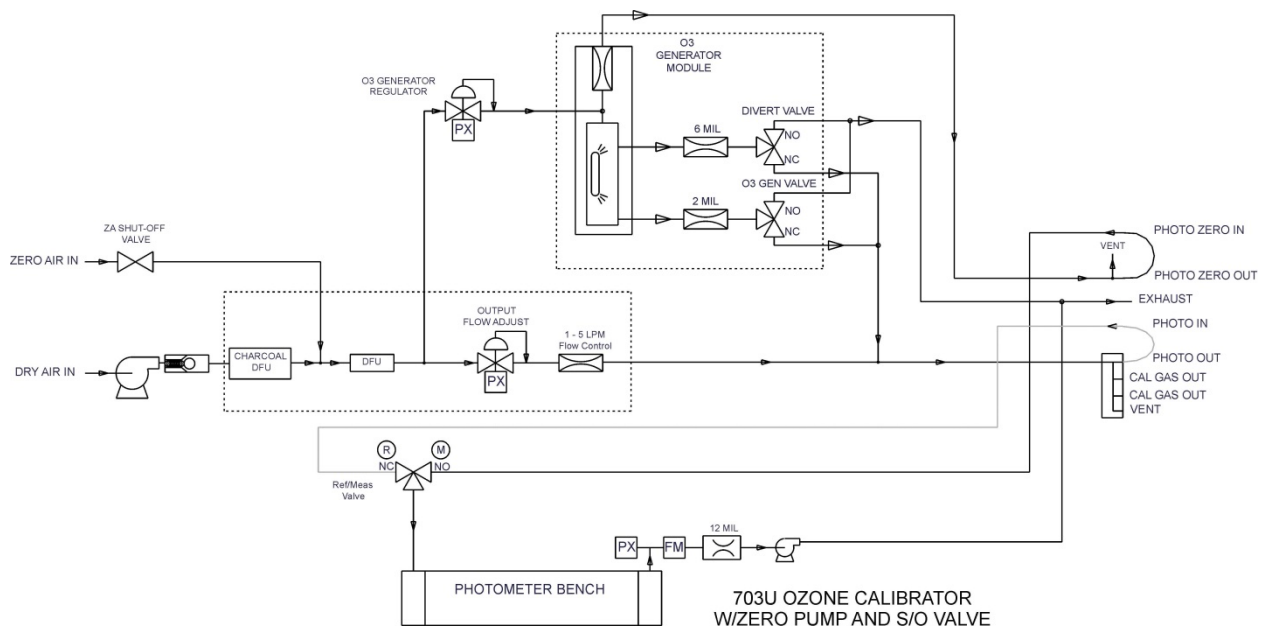 O3
GENERATOR
MODULE
O3 GENERATOR
REGULATOR
PX
DIVERT VALVE
6 MIL
NO
NC
O3 GEN VALVE
2 MIL
NO
NC
ZA SHUT-OFF
VALVE
ZERO AIR IN
PHOTO ZERO IN
VENT
PHOTO ZERO OUT
EXHAUST
OUTPUT
FLOW ADJUST
1 - 5 LPM
Flow Control
PHOTO IN
CHARCOAL
DFU
DFU
PX
PHOTO OUT
DRY AIR IN
CAL GAS OUT
CAL GAS OUT
VENT
R
M
NC
NO
Ref/Meas
Valve
12 MIL
PX
FM
PHOTOMETER BENCH
703U OZONE CALIBRATOR
W/ZERO PUMP AND S/O VALVE